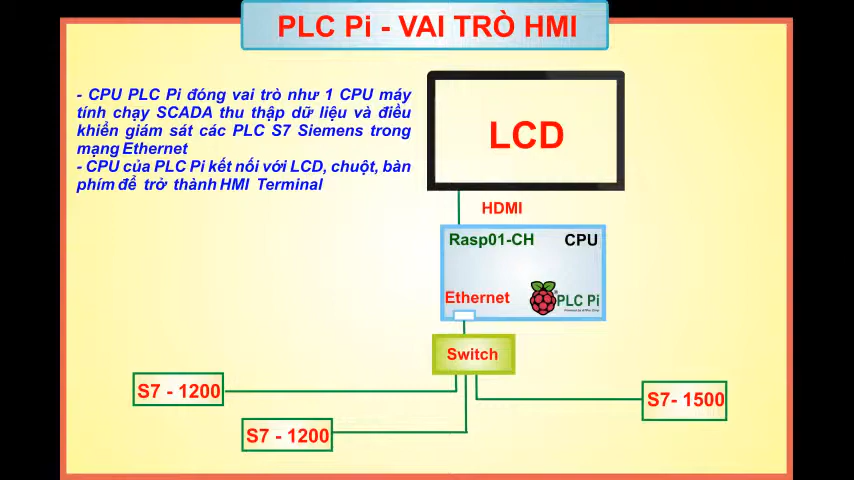 PLC Pi - VAI TRÒ HMI
- CPU PLC Pi đóng vai trò như 1 CPU máy
tính chạy SCADA thu thập dữ liệu và điều
khiển giám sát các PLC S7 Siemens trong
mạng Ethernet
- CPU của PLC Pi kết nối với LCD, chuột, bàn
phím để trở thành HMI Terminal
LCD
HDMI
Rasp01-CH CPU
Ethernet
PLC Pi
Switch
S7 - 1200
S7- 1500
S7 - 1200